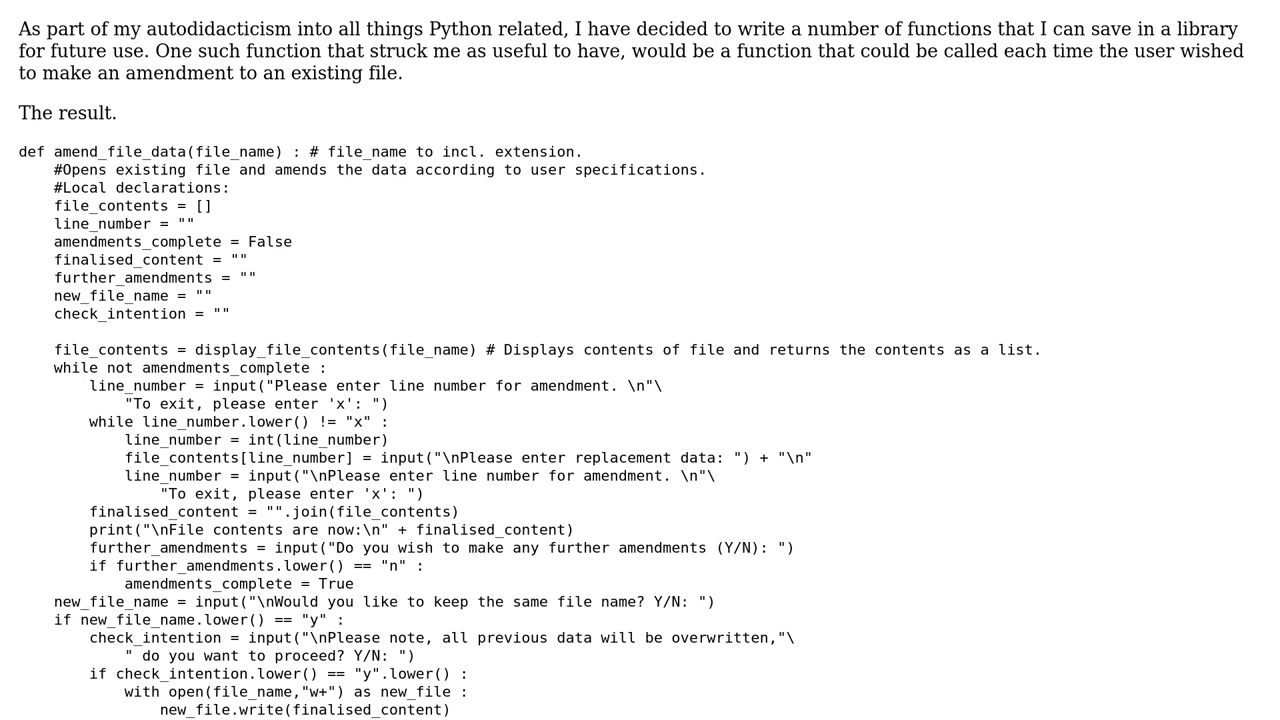 As part of my autodidacticism into all things Python related, I have decided to write a number of functions that I can save in a library
for future use. One such function that struck me as useful to have, would be a function that could be called each time the user wished
to make an amendment to an existing file.
The result.
def amend_file_data(file_name) : # file_name to incl. extension.
    #Opens existing file and amends the data according to user specifications.
    #Local declarations:
    file_contents = []
    line_number = ""
    amendments_complete = False
    finalised_content = ""
    further_amendments = ""
    new_file_name = ""
    check_intention = ""

    file_contents = display_file_contents(file_name) # Displays contents of file and returns the contents as a list.
    while not amendments_complete :
        line_number = input("Please enter line number for amendment. \n"\
            "To exit, please enter 'x': ")
        while line_number.lower() != "x" :
            line_number = int(line_number)
            file_contents[line_number] = input("\nPlease enter replacement data: ") + "\n"
            line_number = input("\nPlease enter line number for amendment. \n"\
                "To exit, please enter 'x': ")
        finalised_content = "".join(file_contents)
        print("\nFile contents are now:\n" + finalised_content)
        further_amendments = input("Do you wish to make any further amendments (Y/N): ")
        if further_amendments.lower() == "n" :
            amendments_complete = True
    new_file_name = input("\nWould you like to keep the same file name? Y/N: ")
    if new_file_name.lower() == "y" :
        check_intention = input("\nPlease note, all previous data will be overwritten,"\
            " do you want to proceed? Y/N: ")
        if check_intention.lower() == "y".lower() :
            with open(file_name,"w+") as new_file :
                new_file.write(finalised_content)